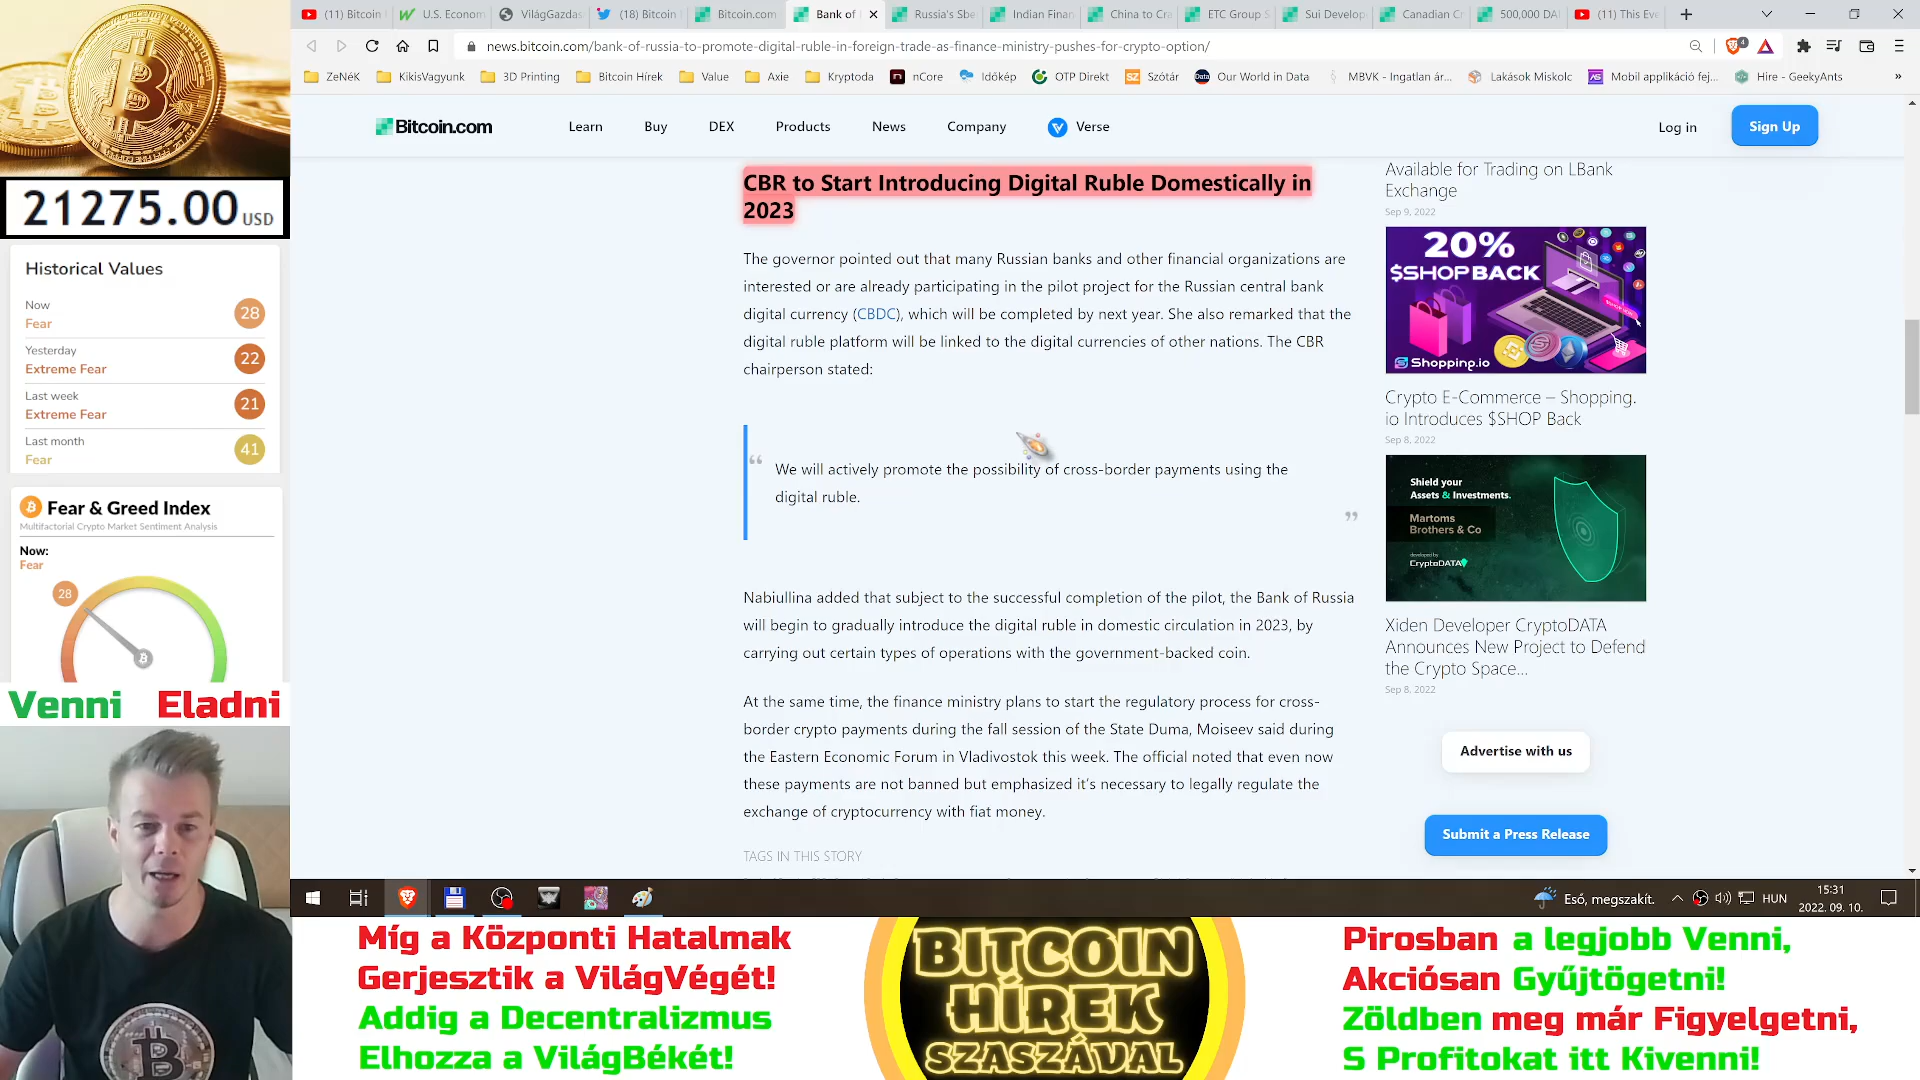 (11) Bitcoin
U.S. Econom
VilágGazdas
(18) Bitcoin
Bitcoin.com
Bank of
Russia's Sbe
Indian Finan
China to Cra
ETC Group S
Sui Develop
Canadian Cr
500,000 DA
(11) This Eve
news.bitcoin.com/bank-of-russia-to-promote-digital-ruble-in-foreign-trade-as-finance-ministry-pushes-for-crypto-option/
4
ZeNéK
KikisVagyunk
3D Printing
Bitcoin Hírek
Value
Axie
Kryptoda
nCore
Időkép
OTP Direkt
SZ Szótár
Our World in Data
MBVK - Ingatlan ár...
Lakások Miskolc
Mobil applikáció fej...
Hire - GeekyAnts
»
Bitcoin.com
Learn
Buy
DEX
Products
News
Company
Verse
Log in
Sign Up
21275.00 USD
Historical Values
Now
Fear
28
Yesterday
Extreme Fear
22
Last week
Extreme Fear
21
Last month
Fear
41
Fear & Greed Index
Multifactorial Crypto Market Sentiment Analysis
Now:
Fear
28
Venni Eladni
CBR to Start Introducing Digital Ruble Domestically in
2023
The governor pointed out that many Russian banks and other financial organizations are
interested or are already participating in the pilot project for the Russian central bank
digital currency (CBDC), which will be completed by next year. She also remarked that the
digital ruble platform will be linked to the digital currencies of other nations. The CBR
chairperson stated:
“ We will actively promote the possibility of cross-border payments using the
digital ruble.
”
Nabiullina added that subject to the successful completion of the pilot, the Bank of Russia
will begin to gradually introduce the digital ruble in domestic circulation in 2023, by
carrying out certain types of operations with the government-backed coin.
At the same time, the finance ministry plans to start the regulatory process for cross-
border crypto payments during the fall session of the State Duma, Moiseev said during
the Eastern Economic Forum in Vladivostok this week. The official noted that even now
these payments are not banned but emphasized it’s necessary to legally regulate the
exchange of cryptocurrency with fiat money.
TAGS IN THIS STORY
Available for Trading on LBank
Exchange
Sep 9, 2022
20%
$SHOPBACK
Shopping.io
Crypto E-Commerce – Shopping.
io Introduces $SHOP Back
Sep 8, 2022
Shield your
Assets & Investments.
Martoms
Brothers & Co
developed by
CryptoDATA
Xiden Developer CryptoDATA
Announces New Project to Defend
the Crypto Space...
Sep 8, 2022
Advertise with us
Submit a Press Release
Eső, megszakít.
HUN
15:31
2022. 09. 10.
Míg a Központi Hatalmak
Gerjesztik a VilágVégét!
Addig a Decentralizmus
Elhozza a VilágBékét!
BITCOIN
HÍREK
SZASZÁVAL
Pirosban a legjobb Venni,
Akciósan Gyűjtögetni!
Zöldben meg már Figyelgetni,
S Profitokat itt Kivenni!